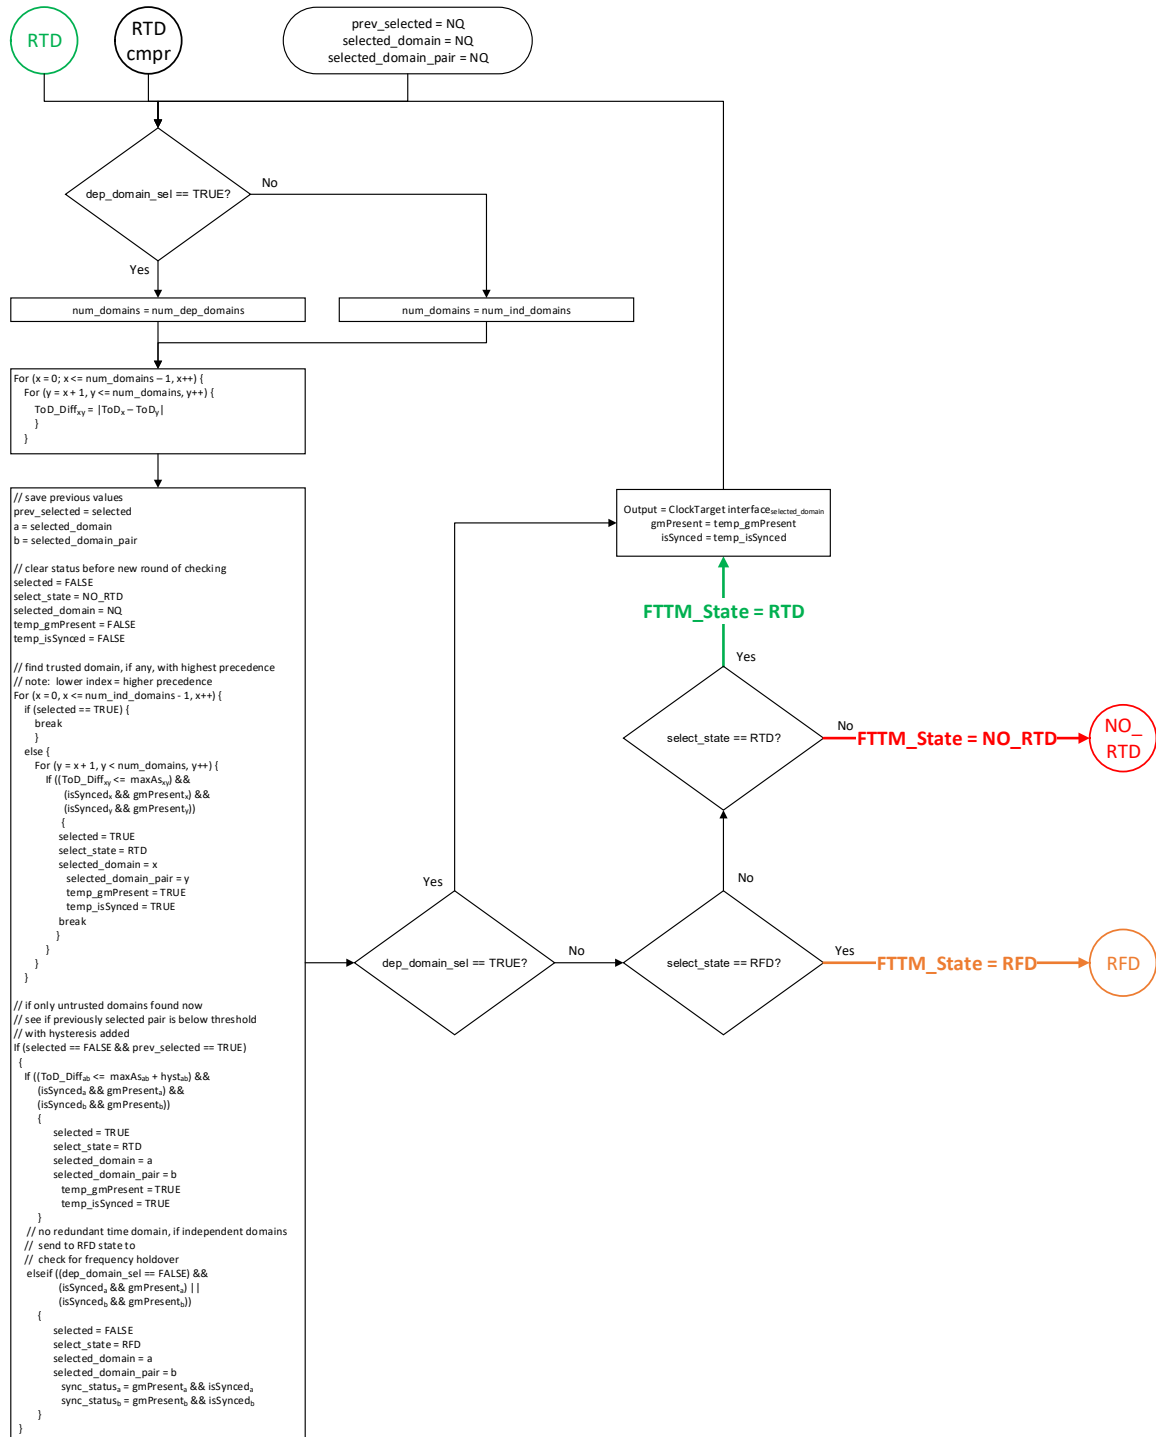 RTD
RTD
cmpr
prev_selected = NQ
selected_domain = NQ
selected_domain_pair = NQ
dep_domain_sel == TRUE?
No
Yes
num_domains = num_dep_domains
num_domains = num_ind_domains
For (x = 0; x <= num_domains – 1, x++) {
For (y = x + 1, y <= num_domains, y++) {
ToD_Diffxy = |ToDx – ToDy|
}
}
// save previous values
prev_selected = selected
a = selected_domain
b = selected_domain_pair
// clear status before new round of checking
selected = FALSE
select_state = NO_RTD
selected_domain = NQ
temp_gmPresent = FALSE
temp_isSynced = FALSE
// find trusted domain, if any, with highest precedence
// note: lower index = higher precedence
For (x = 0, x <= num_ind_domains - 1, x++) {
if (selected == TRUE) {
break
}
else {
For (y = x + 1, y < num_domains, y++) {
If ((ToD_Diffxy <= maxAsxy) &&
(isSyncedx && gmPresentx) &&
(isSyncedy && gmPresenty))
{
selected = TRUE
select_state = RTD
selected_domain = x
selected_domain_pair = y
temp_gmPresent = TRUE
temp_isSynced = TRUE
break
}
}
}
}
// if only untrusted domains found now
// see if previously selected pair is below threshold
// with hysteresis added
If (selected == FALSE && prev_selected == TRUE)
{
If ((ToD_Diffab <= maxAsab + hystab) &&
(isSynceda && gmPresenta) &&
(isSyncedb && gmPresentb))
{
selected = TRUE
select_state = RTD
selected_domain = a
selected_domain_pair = b
temp_gmPresent = TRUE
temp_isSynced = TRUE
}
// no redundant time domain, if independent domains
// send to RFD state to
// check for frequency holdover
elseif ((dep_domain_sel == FALSE) &&
(isSynceda && gmPresenta) ||
(isSyncedb && gmPresentb))
{
selected = FALSE
select_state = RFD
selected_domain = a
selected_domain_pair = b
sync_statusa = gmPresenta && isSynceda
sync_statusb = gmPresentb && isSyncedb
}
}
Output = ClockTarget interfaceselected_domain
gmPresent = temp_gmPresent
isSynced = temp_isSynced
FTTM_State = RTD
Yes
select_state == RTD?
No
FTTM_State = NO_RTD
NO_
RTD
No
Yes
dep_domain_sel == TRUE?
No
select_state == RFD?
Yes
FTTM_State = RFD
RFD